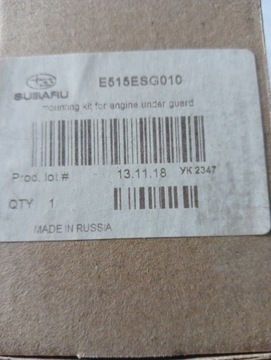 E515ESG010
SUBARU
mounting kit for engine under guard
Prod. lot.# 13.11.18 УК 2347
QTY 1
MADE IN RUSSIA